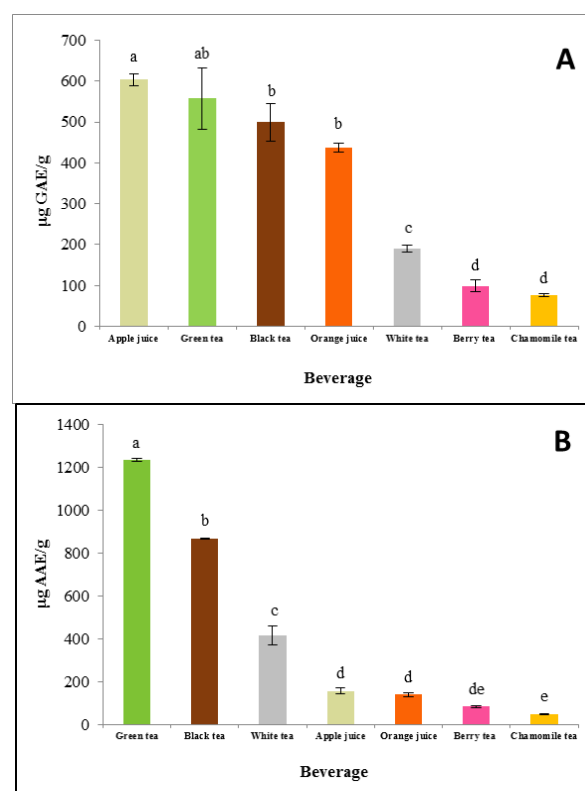 A
700
600
500
400
300
200
100
0
µg GAE/g
a
ab
b
b
c
d
d
Apple juice Green tea Black tea Orange juice White tea Berry tea Chamomile tea
Beverage
B
1400
1200
1000
800
600
400
200
0
µg AAE/g
a
b
c
d
d
de
e
Green tea Black tea White tea Apple juice Orange juice Berry tea Chamomile tea
Beverage